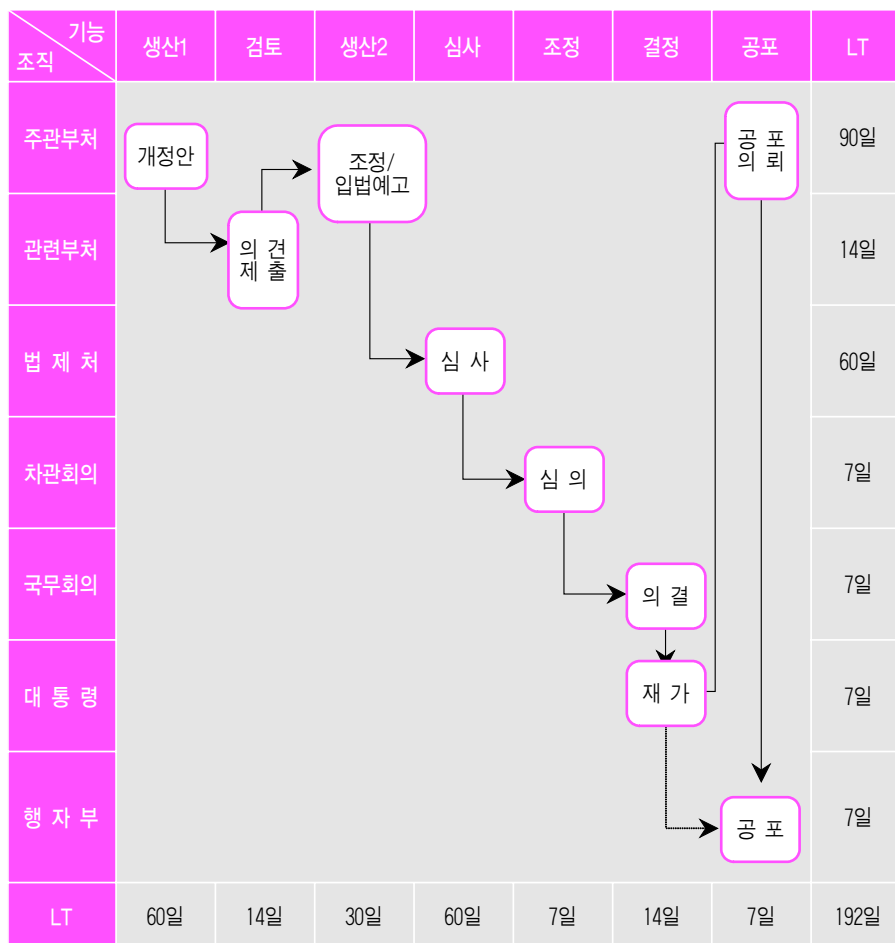 기능
조직
생산1 검토 생산2 심사 조정 결정 공포 LT
주관부처
개정안
조정/
입법예고
공 포
의 뢰
90일
관련부처
의 견
제 출
14일
법 제 처
심 사
60일
차관회의
심 의
7일
국무회의
의 결
7일
대 통 령
재 가
7일
행 자 부
공 포
7일
LT 60일 14일 30일 60일 7일 14일 7일 192일